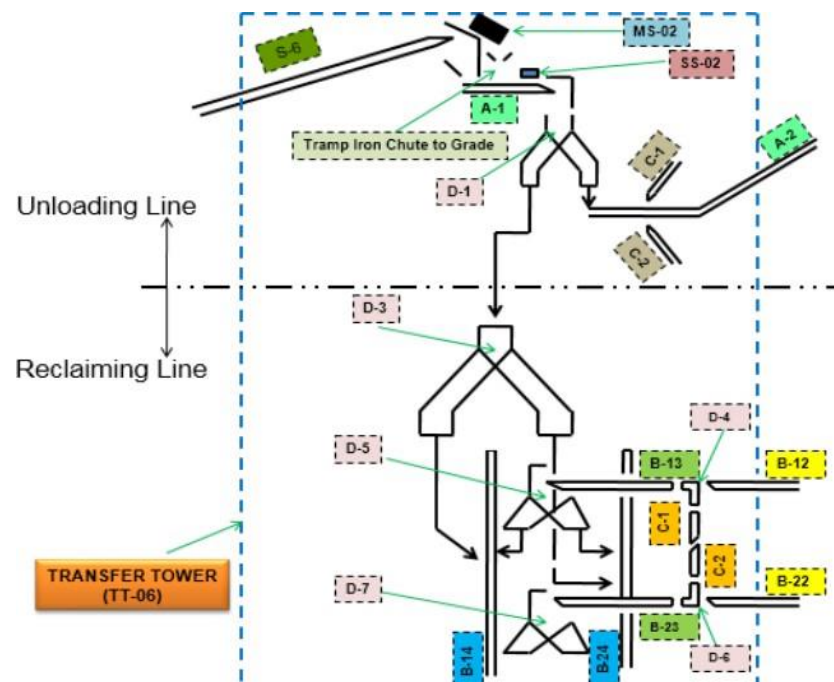 MS-02
S-6
SS-02
A-1
Tramp Iron Chute to Grade
C-1
A-2
D-1
Unloading Line
C-2
D-3
Reclaiming Line
D-4
D-5
B-13
B-12
C-1
TRANSFER TOWER
(TT-06)
C-2
B-22
D-7
B-23
B-14
B-24
D-6